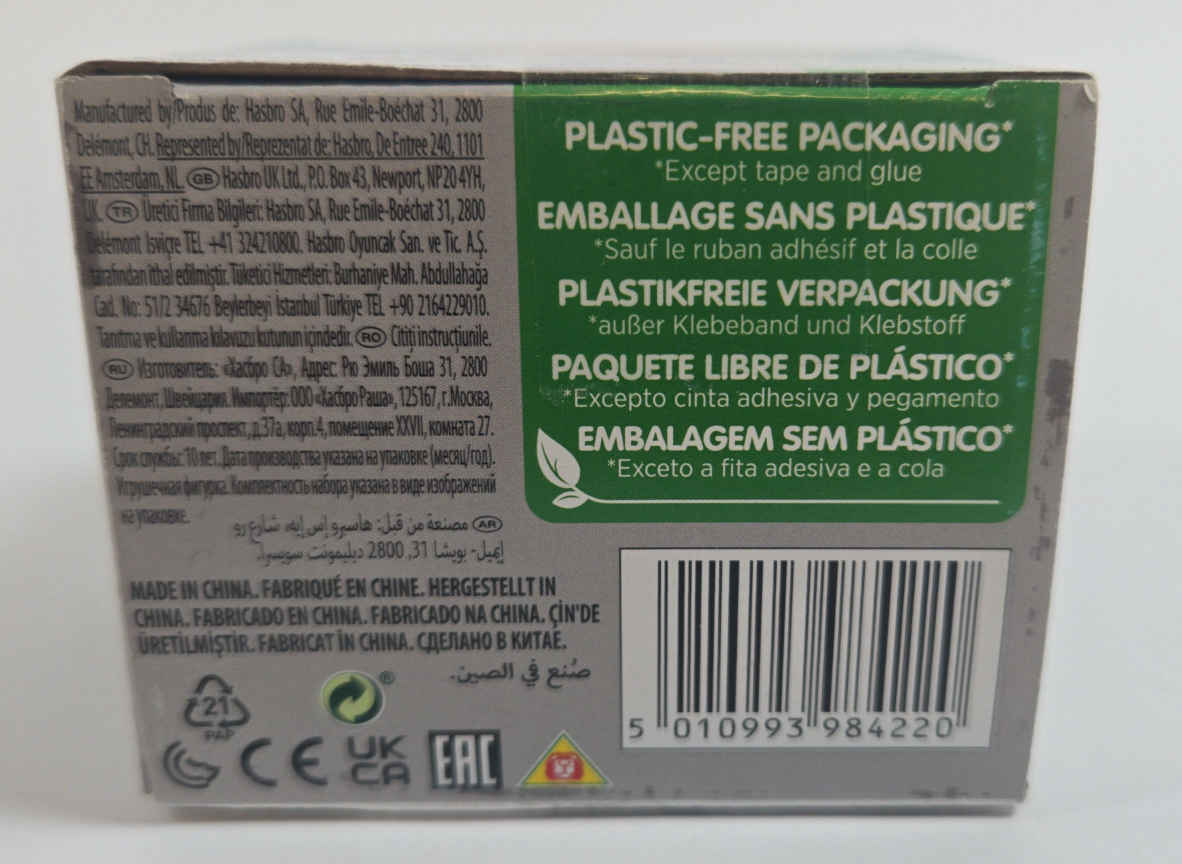 Manufactured by/Produs de: Hasbro SA, Rue Emile-Boéchat 31, 2800
Delémont, CH. Represented by/Reprezentat de: Hasbro, De Entree 240, 1101
EE Amsterdam, NL. GB Hasbro UK Ltd., P.O. Box 43, Newport, NP20 4YH,
UK. TR Üretici Firma Bilgileri: Hasbro SA, Rue Emile-Boéchat 31, 2800
Delémont Isviçre TEL +41 324210800. Hasbro Oyuncak San. ve Tic. A.Ş.
tarafından ithal edilmiştir. Tüketici Hizmetleri: Burhaniye Mah. Abdullahağa
Cad. No: 51/2 34676 Beylerbeyi İstanbul Türkiye TEL +90 2164229010.
Tanıtma ve kullanma kılavuzu kutunun içindedir. RO Citiți instrucțiunile.
RU Изготовитель: «Хасбро СА», Адрес: Рю Эмиль Боша 31, 2800
Делемонт, Швейцария. Импортёр: ООО «Хасбро Раша», 125167, г.Москва,
Ленинградский проспект, д.37а, корп.4, помещение XXVII, комната 27.
Срок службы: 10 лет. Дата производства указана на упаковке (месяц/год).
Игрушечная фигурка. Комплектность набора указана в виде изображений
на упаковке.
AR مصنعة من قبل: هاسبرو إس إيه، شارع رو
إيميل- بويشا 31, 2800 ديليمونت سويسرا.
MADE IN CHINA. FABRIQUÉ EN CHINE. HERGESTELLT IN
CHINA. FABRICADO EN CHINA. FABRICADO NA CHINA. ÇİN'DE
ÜRETİLMİŞTİR. FABRICAT ÎN CHINA. СДЕЛАНО В КИТАЕ.
صُنع في الصين.
21
PAP
®
CE
UK
CA
EAC
PLASTIC-FREE PACKAGING*
*Except tape and glue
EMBALLAGE SANS PLASTIQUE*
*Sauf le ruban adhésif et la colle
PLASTIKFREIE VERPACKUNG*
*außer Klebeband und Klebstoff
PAQUETE LIBRE DE PLÁSTICO*
*Excepto cinta adhesiva y pegamento
EMBALAGEM SEM PLÁSTICO*
*Exceto a fita adesiva e a cola
5 010993 984220